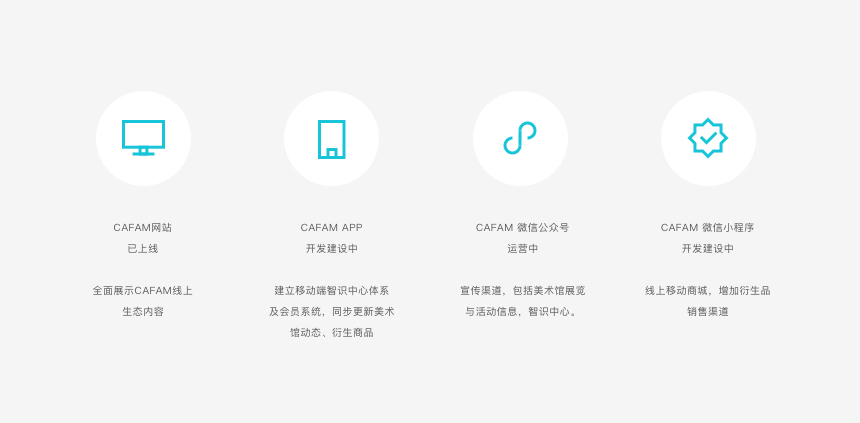 CAFAM网站
已上线
全面展示CAFAM线上
生态内容
CAFAM APP
开发建设中
建立移动端智识中心体系
及会员系统，同步更新美术
馆动态、衍生商品
CAFAM 微信公众号
运营中
宣传渠道，包括美术馆展览
与活动信息，智识中心。
CAFAM 微信小程序
开发建设中
线上移动商城，增加衍生品
销售渠道